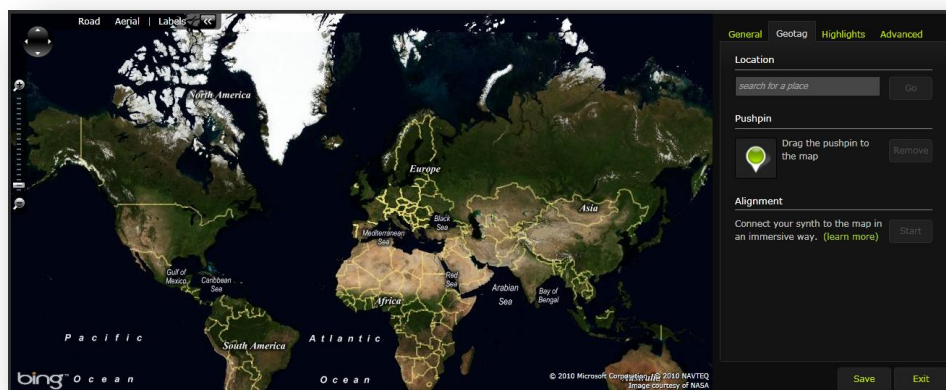 Road Aerial | Labels «
General Geotag Highlights Advanced
Location
search for a place
Go
Pushpin
Drag the pushpin to
the map
Remove
Alignment
Connect your synth to the map in
an immersive way. (learn more)
Start
Save Exit
North America
Europe
Asia
Black
Sea
Mediterranean
Sea
Gulf of
Mexico
Caribbean
Sea
Red
Sea
Arabian
Sea
Bay of
Bengal
Africa
South America
Pacific
Ocean
Atlantic
Ocean
Australia
bing™
© 2010 Microsoft Corporation © 2010 NAVTEQ
Image courtesy of NASA